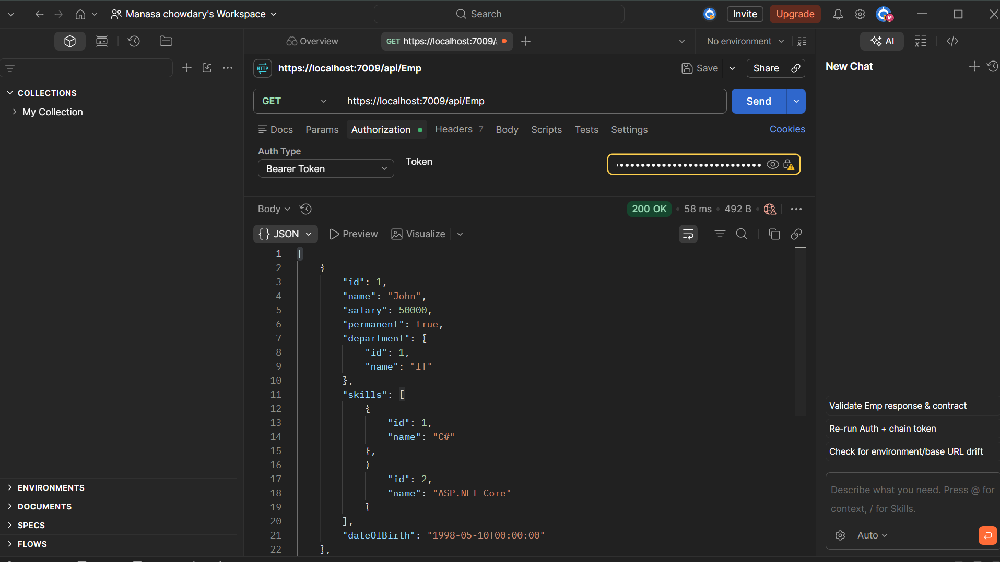 Manasa chowdary's Workspace
Search
Invite
Upgrade
M
Overview
GET https://localhost:7009/.
No environment
AI
COLLECTIONS
My Collection
ENVIRONMENTS
DOCUMENTS
SPECS
FLOWS
HTTP
https://localhost:7009/api/Emp
Save
Share
GET
https://localhost:7009/api/Emp
Send
Docs
Params
Authorization
Headers 7
Body
Scripts
Tests
Settings
Cookies
Auth Type
Bearer Token
Token
Body
200 OK • 58 ms • 492 B
{} JSON
Preview
Visualize
1 [
2 {
3 "id": 1,
4 "name": "John",
5 "salary": 50000,
6 "permanent": true,
7 "department": {
8 "id": 1,
9 "name": "IT"
10 },
11 "skills": [
12 {
13 "id": 1,
14 "name": "C#"
15 },
16 {
17 "id": 2,
18 "name": "ASP.NET Core"
19 }
20 ],
21 "dateOfBirth": "1998-05-10T00:00:00"
22 },
New Chat
Validate Emp response & contract
Re-run Auth + chain token
Check for environment/base URL drift
Describe what you need. Press @ for
context, / for Skills.
Auto